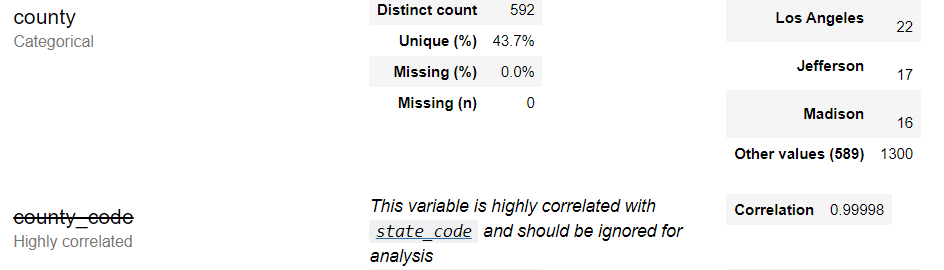 county
Categorical
Distinct count 592
Unique (%) 43.7%
Missing (%) 0.0%
Missing (n) 0
Los Angeles 22
Jefferson 17
Madison 16
Other values (589) 1300
county_code
Highly correlated
This variable is highly correlated with
state_code and should be ignored for
analysis
Correlation 0.99998